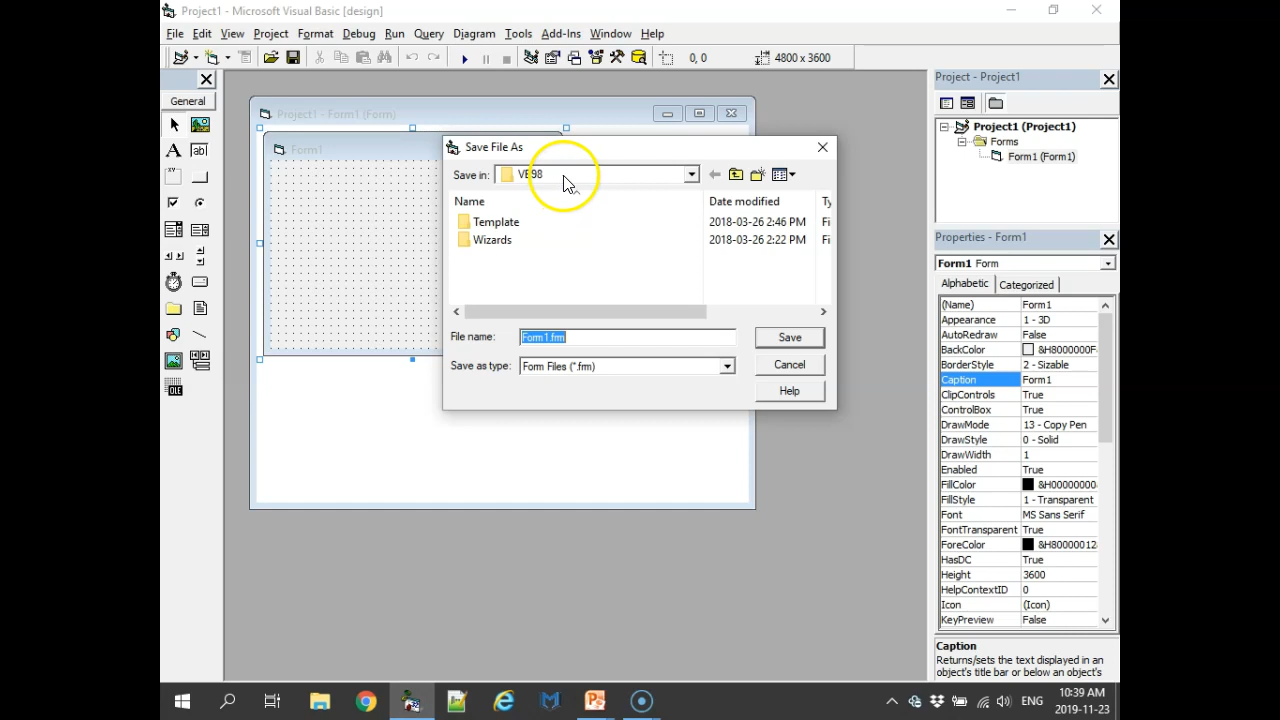 Project1 - Microsoft Visual Basic [design]
File Edit View Project Format Debug Run Query Diagram Tools Add-Ins Window Help
0, 0 4800 x 3600
General
Project1 - Form1 (Form)
Form1
Save File As
Save in: VB98
Name Date modified Ty
Template 2018-03-26 2:46 PM Fi
Wizards 2018-03-26 2:22 PM Fi
File name: Form1.frm Save
Save as type: Form Files (*.frm) Cancel
Help
Project - Project1
Project1 (Project1)
Forms
Form1 (Form1)
Properties - Form1
Form1 Form
Alphabetic Categorized
(Name) Form1
Appearance 1 - 3D
AutoRedraw False
BackColor &H8000000F
BorderStyle 2 - Sizable
Caption Form1
ClipControls True
ControlBox True
DrawMode 13 - Copy Pen
DrawStyle 0 - Solid
DrawWidth 1
Enabled True
FillColor &H00000000
FillStyle 1 - Transparent
Font MS Sans Serif
FontTransparent True
ForeColor &H80000012
HasDC True
Height 3600
HelpContextID 0
Icon (Icon)
KeyPreview False
Caption
Returns/sets the text displayed in an
object's title bar or below an object's
OLE
ENG
10:39 AM
2019-11-23